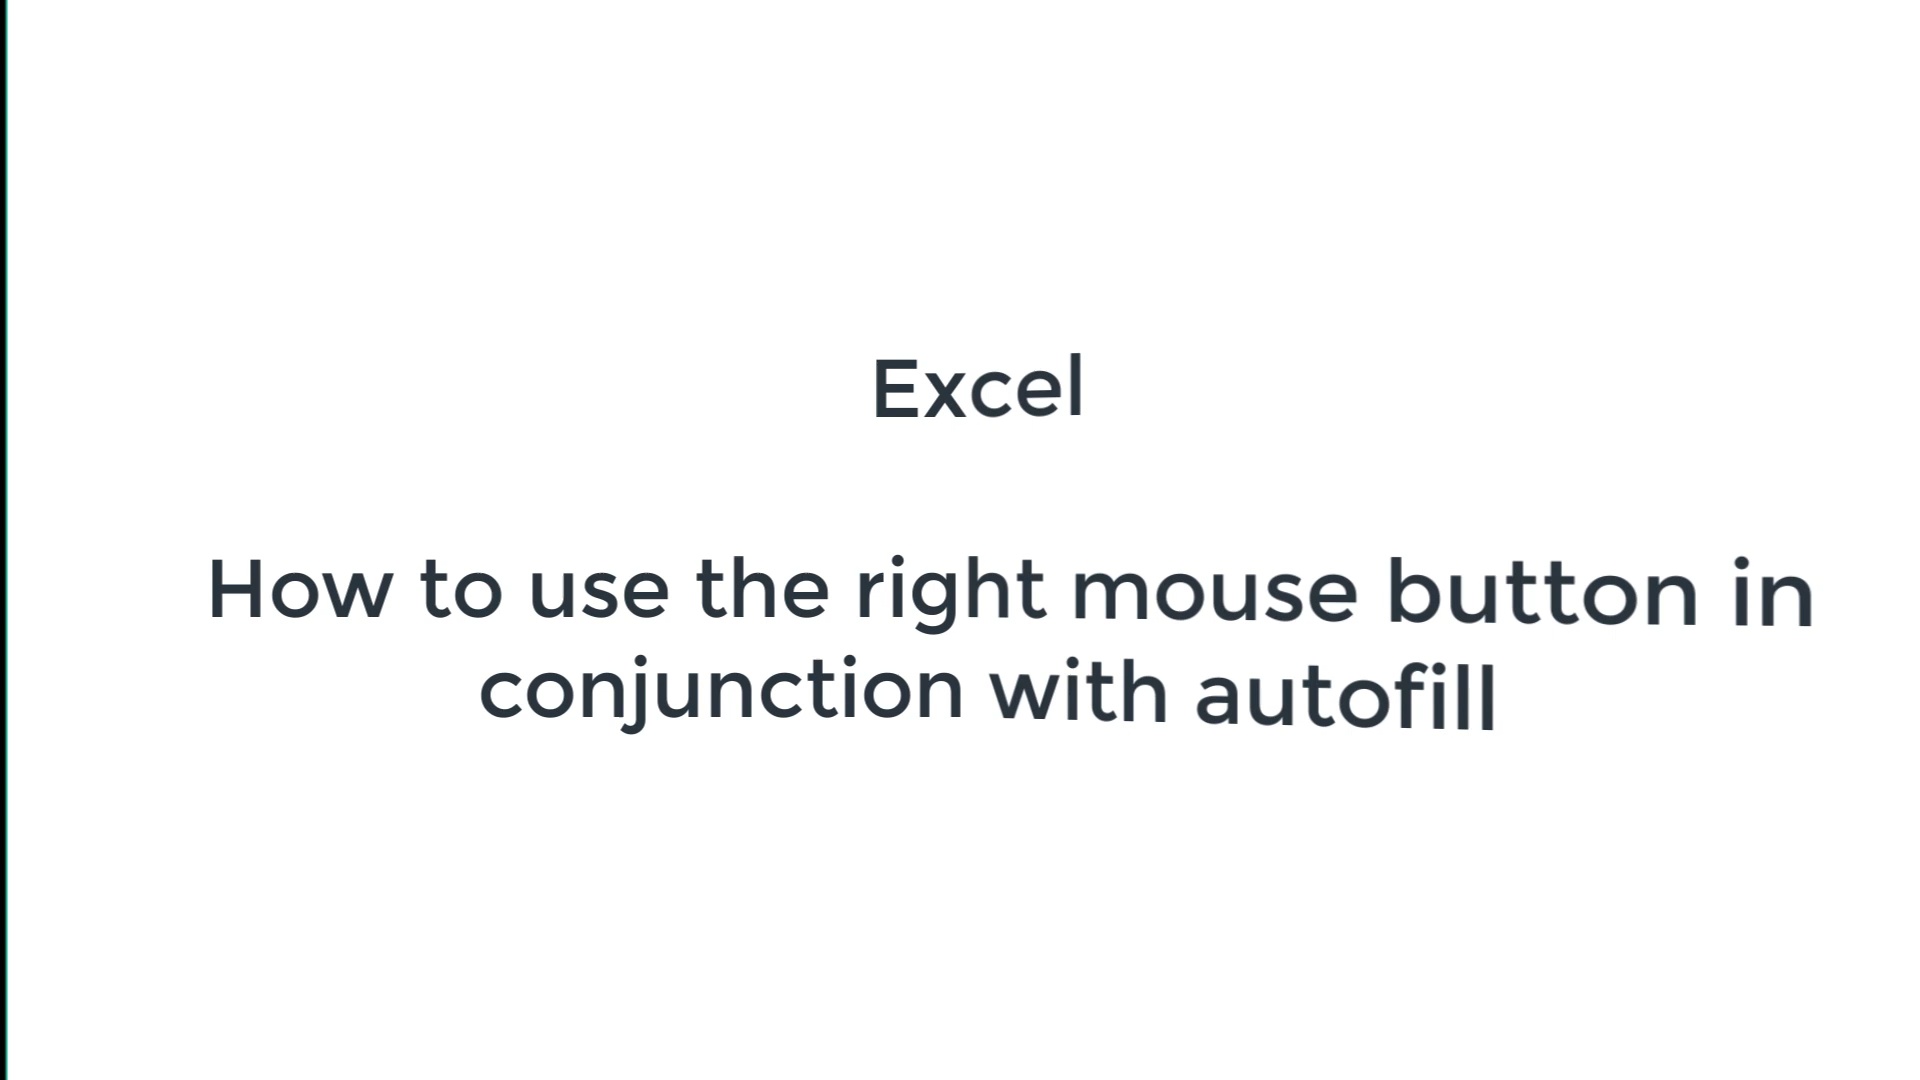 Excel
How to use the right mouse button in
conjunction with autofill